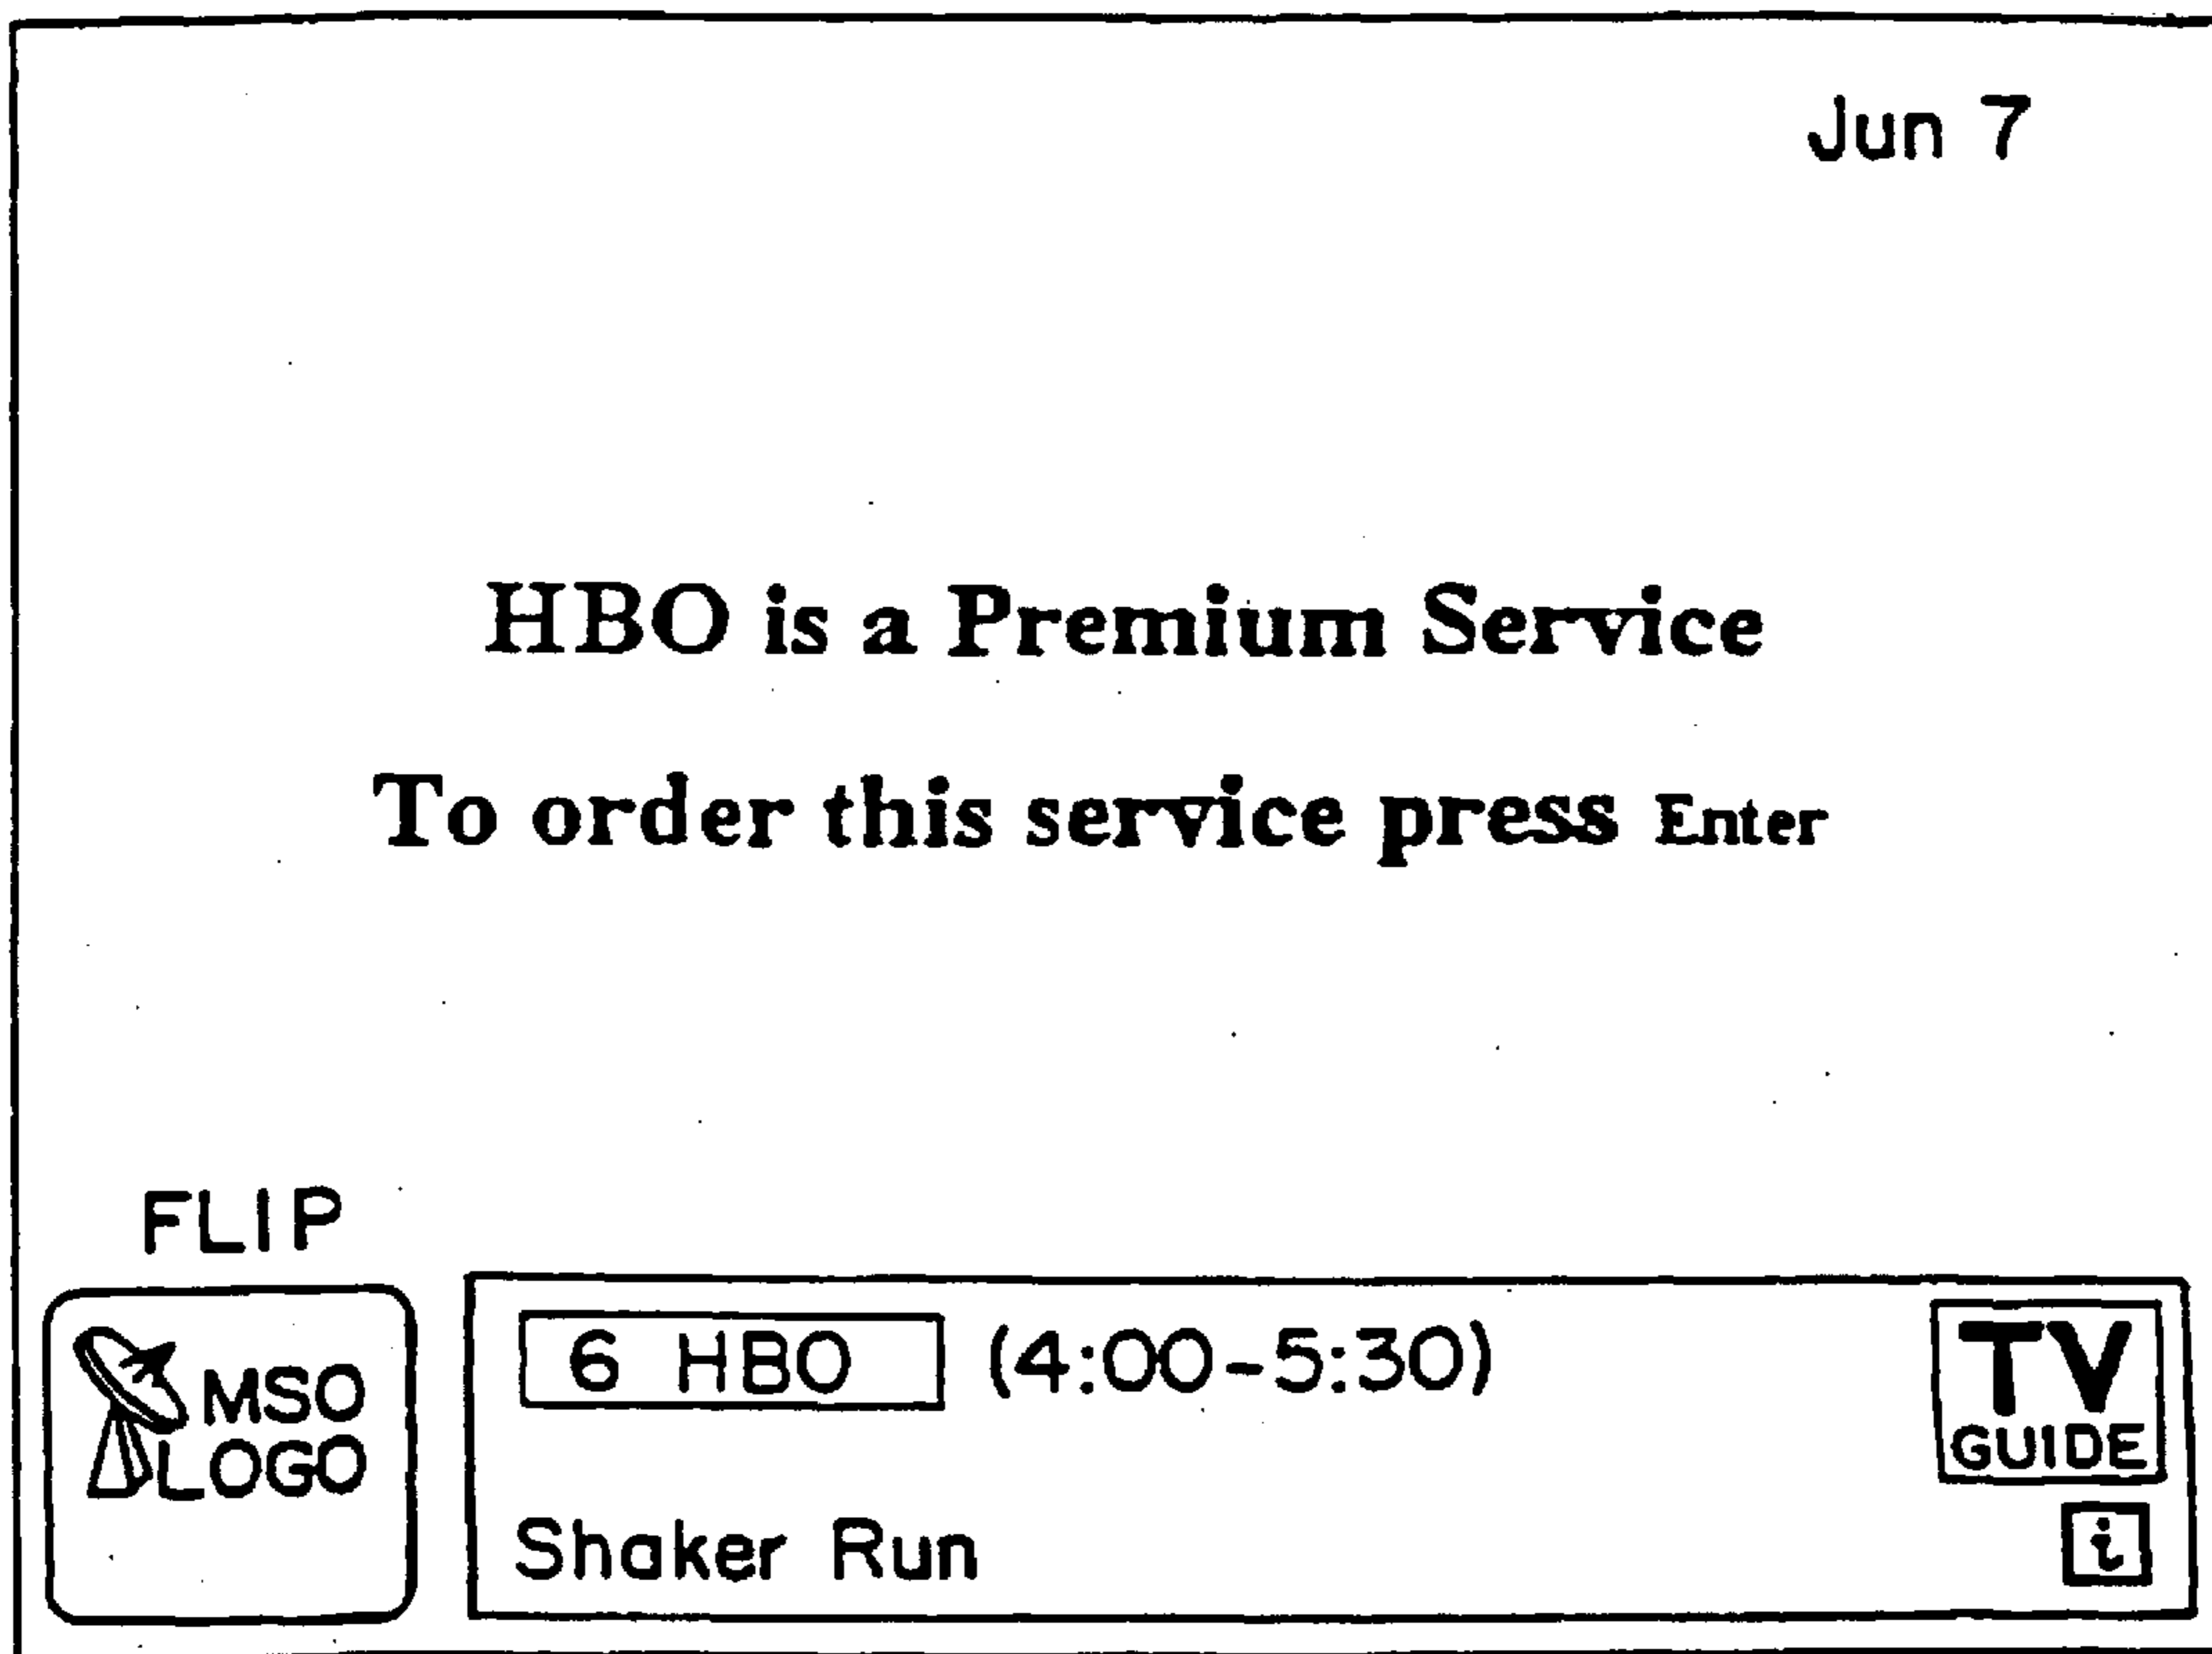 Jun 7
HBO is a Premium Service
To order this service press Enter
FLIP
MSO
LOGO
6 HBO (4:00-5:30)
TV
GUIDE
Shaker Run
i